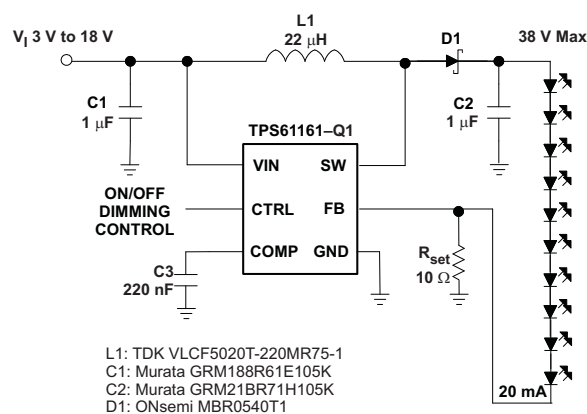 L1
22 μH
V_I 3 V to 18 V
D1
38 V Max
C1
1 μF
C2
1 μF
TPS61161–Q1
VIN
SW
ON/OFF
DIMMING
CONTROL
CTRL
FB
COMP
GND
C3
220 nF
R_set
10 Ω
20 mA
L1: TDK VLCF5020T-220MR75-1
C1: Murata GRM188R61E105K
C2: Murata GRM21BR71H105K
D1: ONsemi MBR0540T1